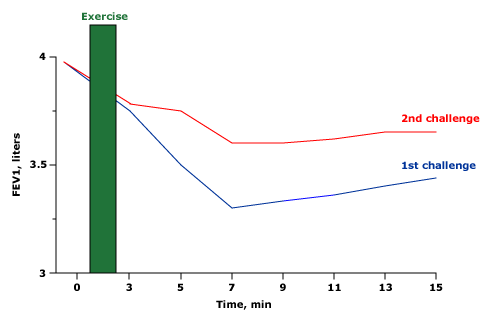 Exercise
4
2nd challenge
1st challenge
3.5
FEV1, liters
3
0 3 5 7 9 11 13 15
Time, min